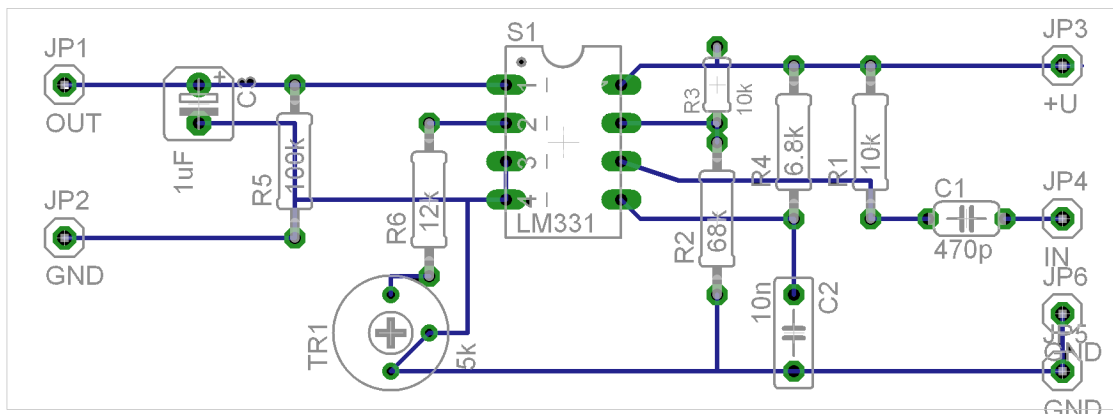 JP1
OUT
JP2
GND
1uF
C3
R5
100k
R6
12k
TR1
5k
S1
1
2
3
4
LM331
R3
10k
R2
68k
R4
6.8k
R1
10k
10n
C2
C1
470p
JP3
+U
JP4
IN
JP6
GND
JP5
GND